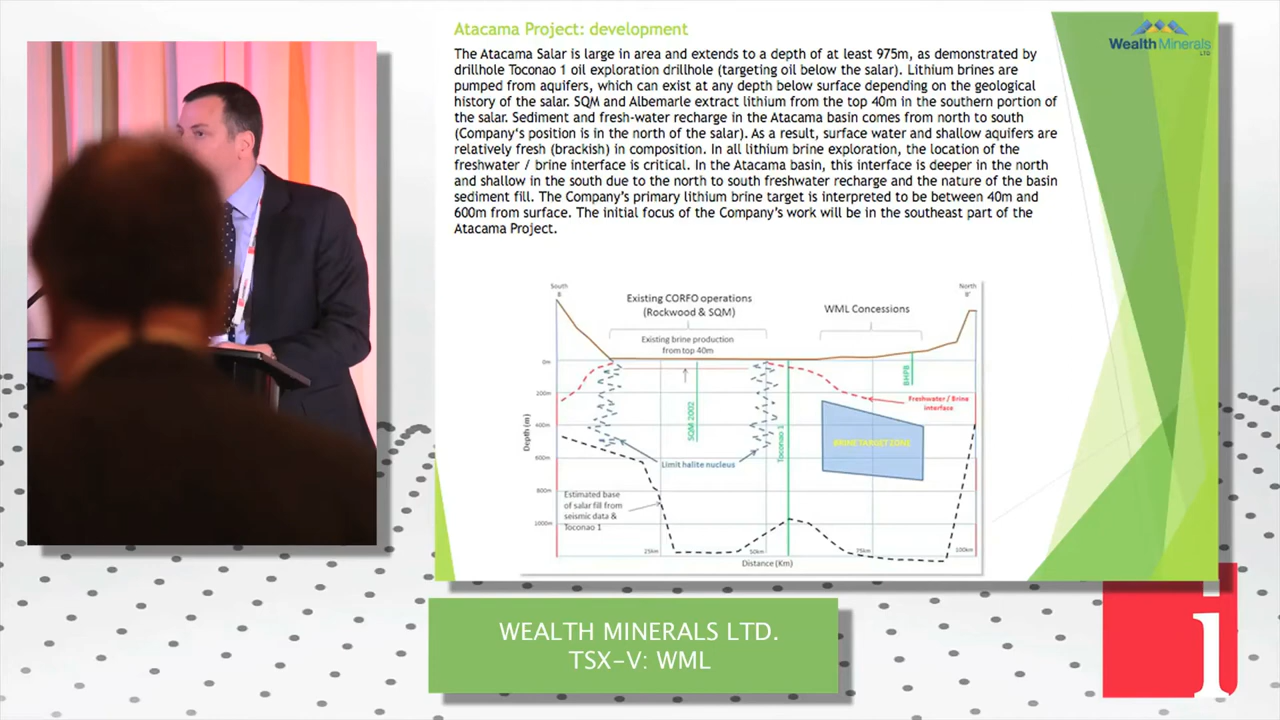 Atacama Project: development
Wealth Minerals
LTD
The Atacama Salar is large in area and extends to a depth of at least 975m, as demonstrated by
drillhole Toconao 1 oil exploration drillhole (targeting oil below the salar). Lithium brines are
pumped from aquifers, which can exist at any depth below surface depending on the geological
history of the salar. SQM and Albemarle extract lithium from the top 40m in the southern portion of
the salar. Sediment and fresh-water recharge in the Atacama basin comes from north to south
(Company's position is in the north of the salar). As a result, surface water and shallow aquifers are
relatively fresh (brackish) in composition. In all lithium brine exploration, the location of the
freshwater / brine interface is critical. In the Atacama basin, this interface is deeper in the north
and shallow in the south due to the north to south freshwater recharge and the nature of the basin
sediment fill. The Company's primary lithium brine target is interpreted to be between 40m and
600m from surface. The initial focus of the Company's work will be in the southeast part of the
Atacama Project.
South
B
North
B'
Existing CORFO operations
(Rockwood & SQM)
WML Concessions
Existing brine production
from top 40m
0m
200m
400m
600m
800m
1000m
Depth (m)
SQM 2002
Toconao 1
BHPB
Freshwater / Brine
interface
BRINE TARGET ZONE
Limit halite nucleus
Estimated base
of salar fill from
seismic data &
Toconao 1
25km
50km
75km
100km
Distance (Km)
WEALTH MINERALS LTD.
TSX-V: WML
i